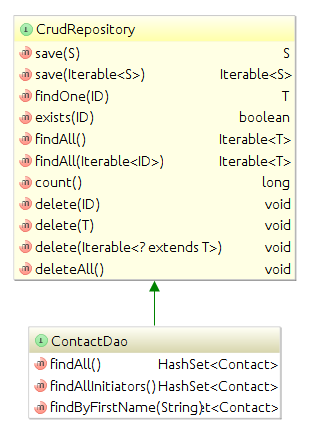 I CrudRepository
m save(S) S
m save(Iterable<S>) Iterable<S>
m findOne(ID) T
m exists(ID) boolean
m findAll() Iterable<T>
m findAll(Iterable<ID>) Iterable<T>
m count() long
m delete(ID) void
m delete(T) void
m delete(Iterable<? extends T>) void
m deleteAll() void
I ContactDao
m findAll() HashSet<Contact>
m findAllInitiators() HashSet<Contact>
m findByFirstName(String) t<Contact>